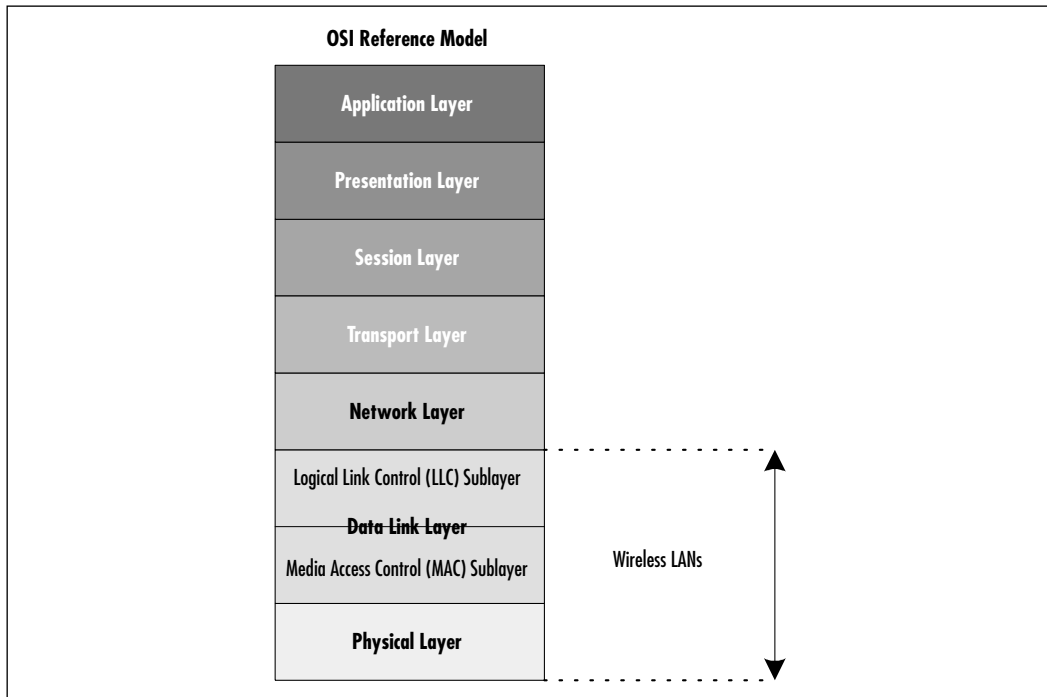 OSI Reference Model
Application Layer
Presentation Layer
Session Layer
Transport Layer
Network Layer
Logical Link Control (LLC) Sublayer
Data Link Layer
Media Access Control (MAC) Sublayer
Wireless LANs
Physical Layer